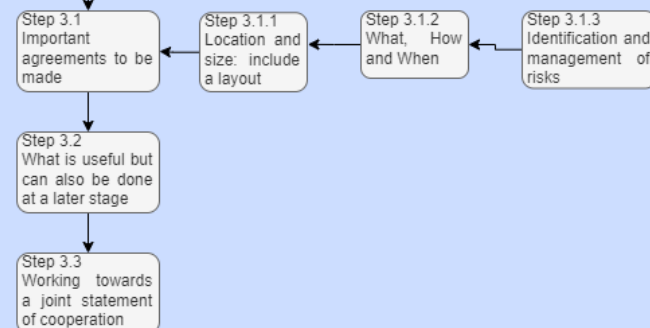 Step 3.1
Important
agreements to be
made
Step 3.1.1
Location and
size: include
a layout
Step 3.1.2
What, How
and When
Step 3.1.3
Identification and
management of
risks
Step 3.2
What is useful but
can also be done
at a later stage
Step 3.3
Working towards
a joint statement
of cooperation